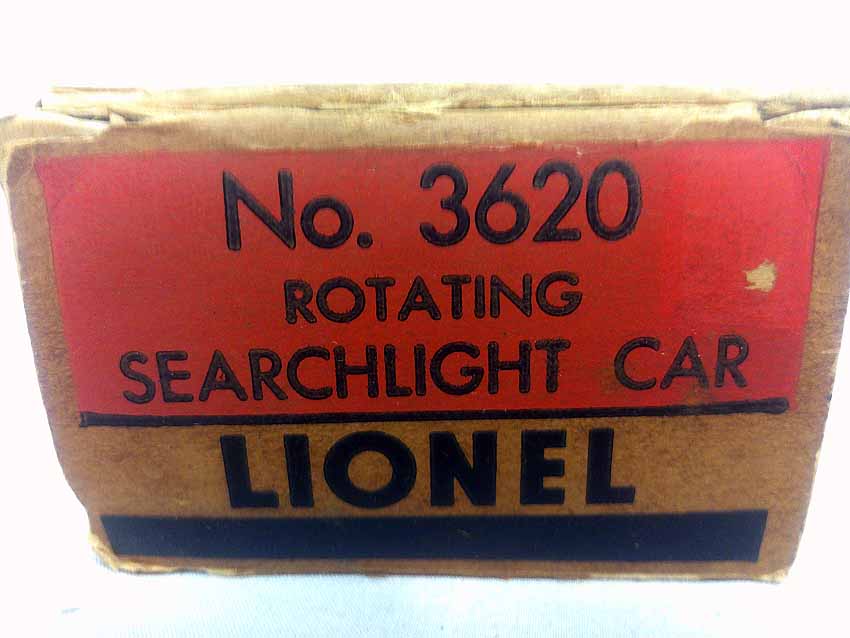 No. 3620
ROTATING
SEARCHLIGHT CAR
LIONEL